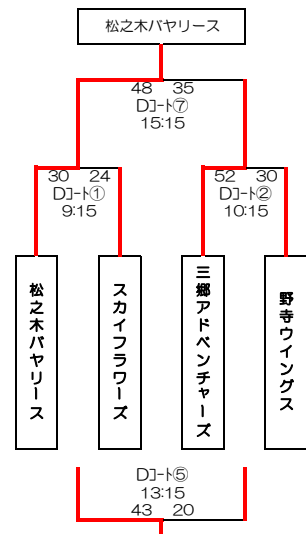 松之木バヤリース
48 35
Dコート⑦
15:15
30 24
Dコート①
9:15
52 30
Dコート②
10:15
松之木バヤリース
スカイフラワーズ
三郷アドベンチャーズ
野寺ウイングス
Dコート⑤
13:15
43 20